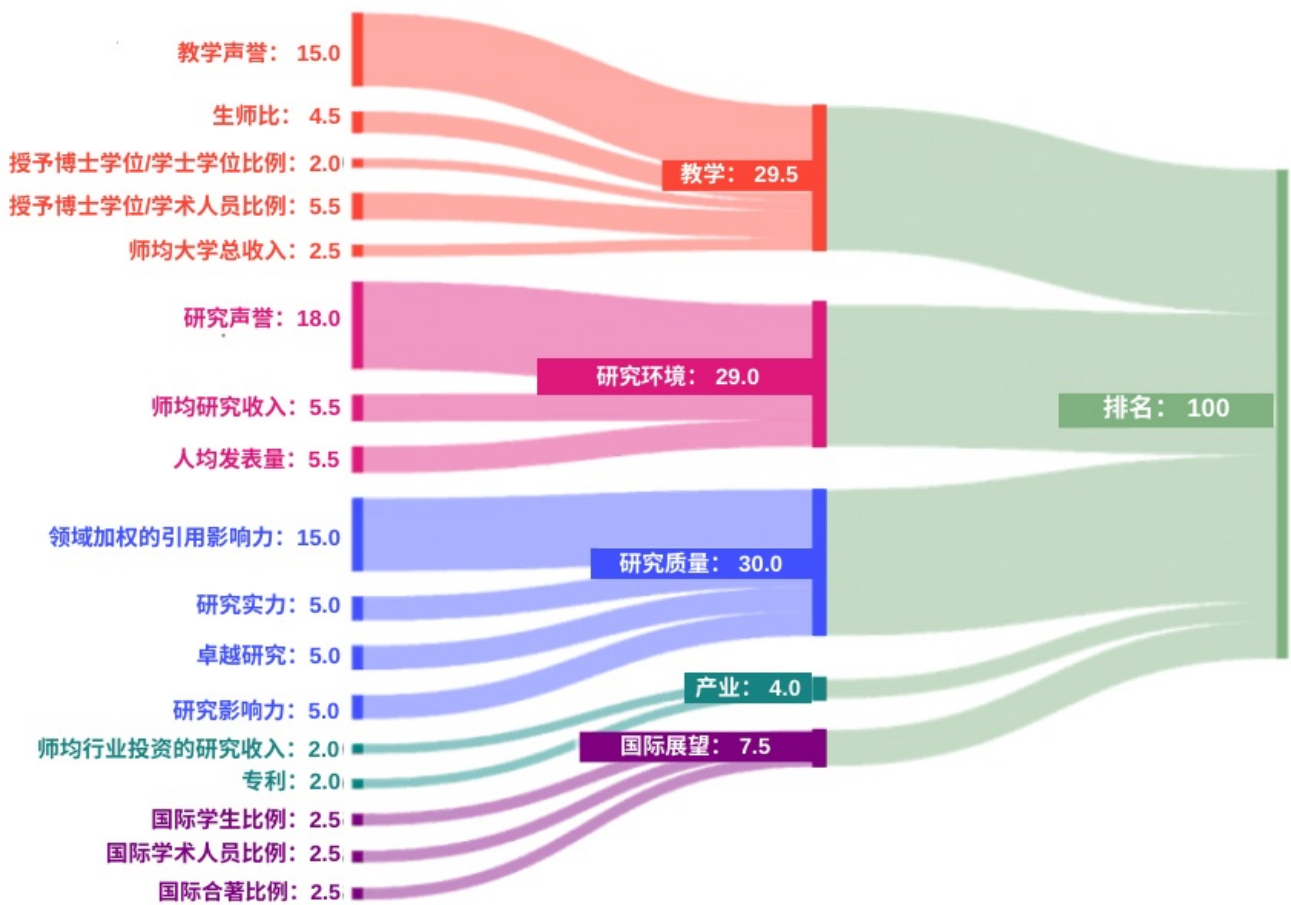 教学声誉： 15.0
生师比： 4.5
授予博士学位/学士学位比例：2.0
授予博士学位/学术人员比例：5.5
师均大学总收入：2.5
教学： 29.5
研究声誉：18.0
师均研究收入：5.5
人均发表量：5.5
研究环境： 29.0
领域加权的引用影响力：15.0
研究实力：5.0
卓越研究：5.0
研究影响力：5.0
研究质量： 30.0
师均行业投资的研究收入：2.0
专利：2.0
产业： 4.0
国际学生比例：2.5
国际学术人员比例：2.5
国际合著比例：2.5
国际展望： 7.5
排名： 100